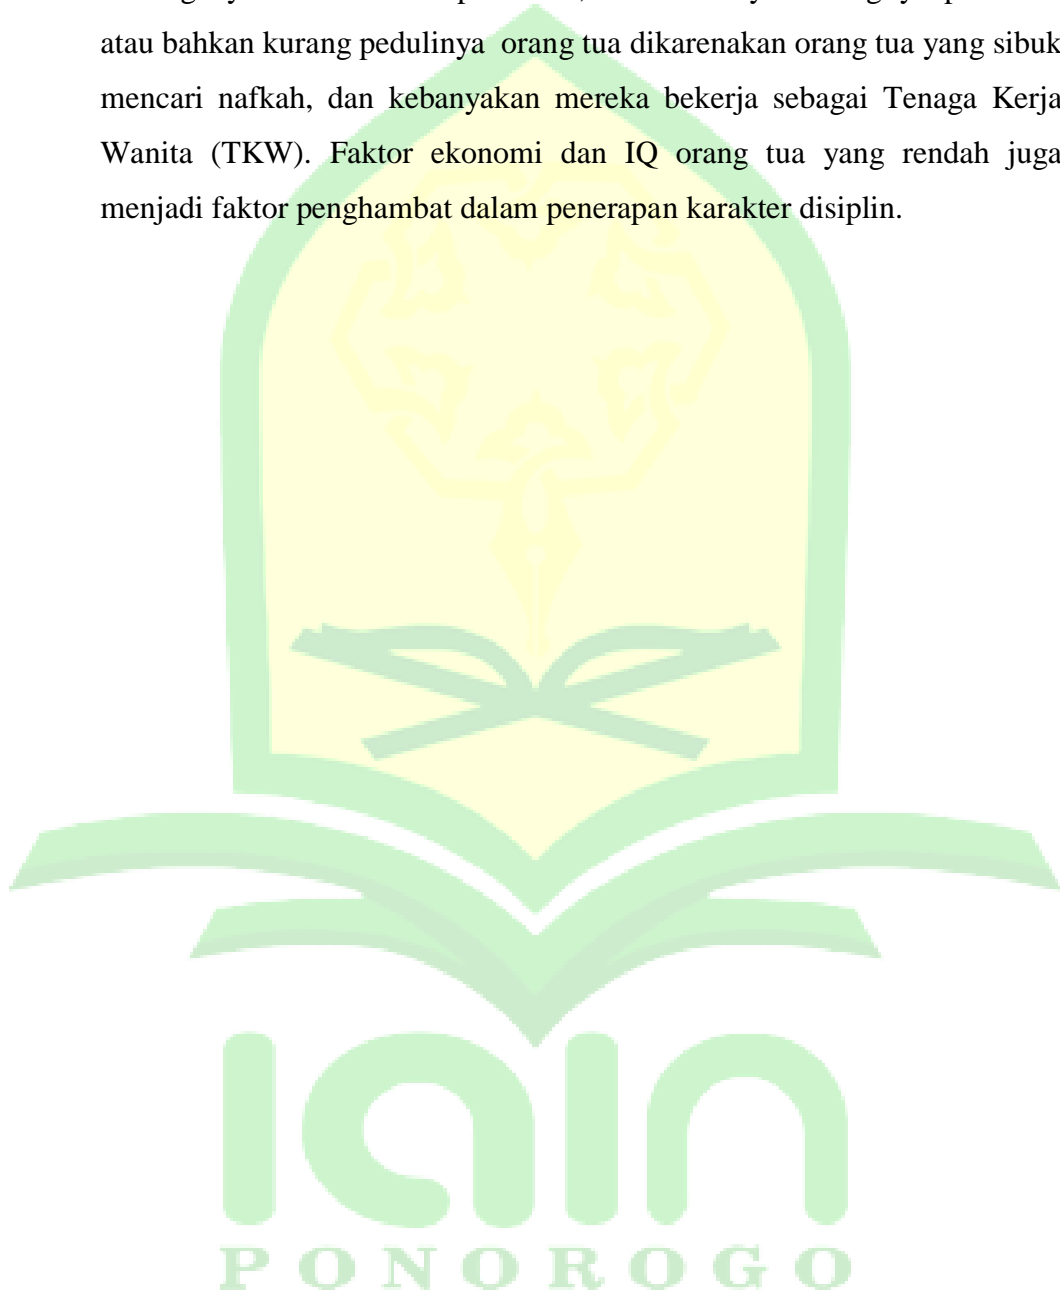 atau bahkan kurang pedulinya orang tua dikarenakan orang tua yang sibuk
mencari nafkah, dan kebanyakan mereka bekerja sebagai Tenaga Kerja
Wanita (TKW). Faktor ekonomi dan IQ orang tua yang rendah juga
menjadi faktor penghambat dalam penerapan karakter disiplin.
IAIN
PONOROGO